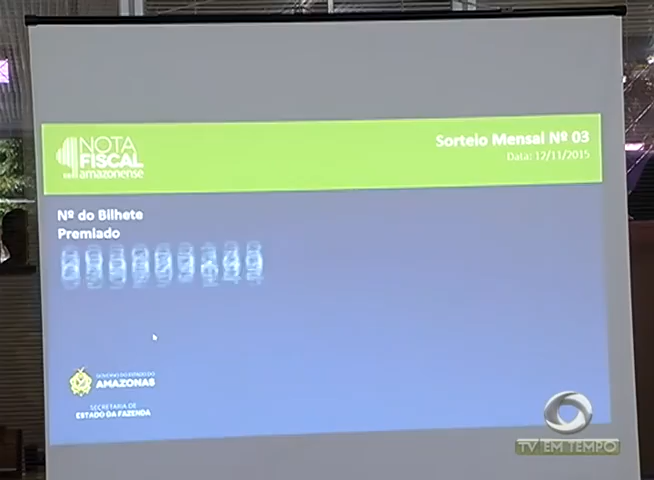 NOTA
FISCAL
amazonense
Sorteio Mensal Nº 03
Data: 12/11/2015
Nº do Bilhete
Premiado
GOVERNO DO ESTADO DO
AMAZONAS
SECRETARIA DE
ESTADO DA FAZENDA
TV EM TEMPO